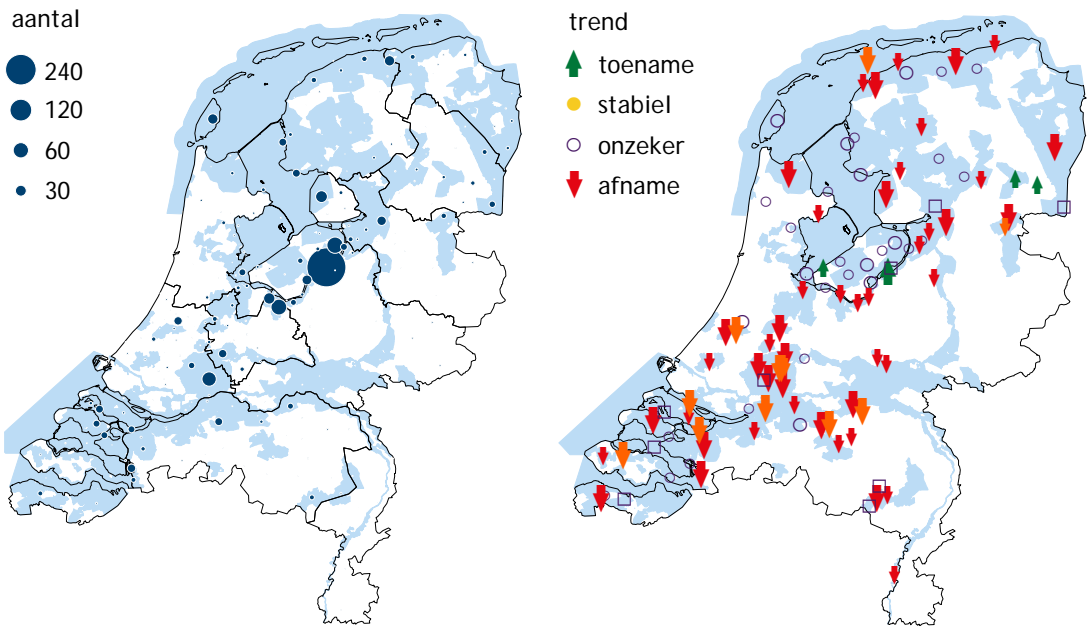 aantal
240
120
60
30
trend
toename
stabiel
onzeker
afname